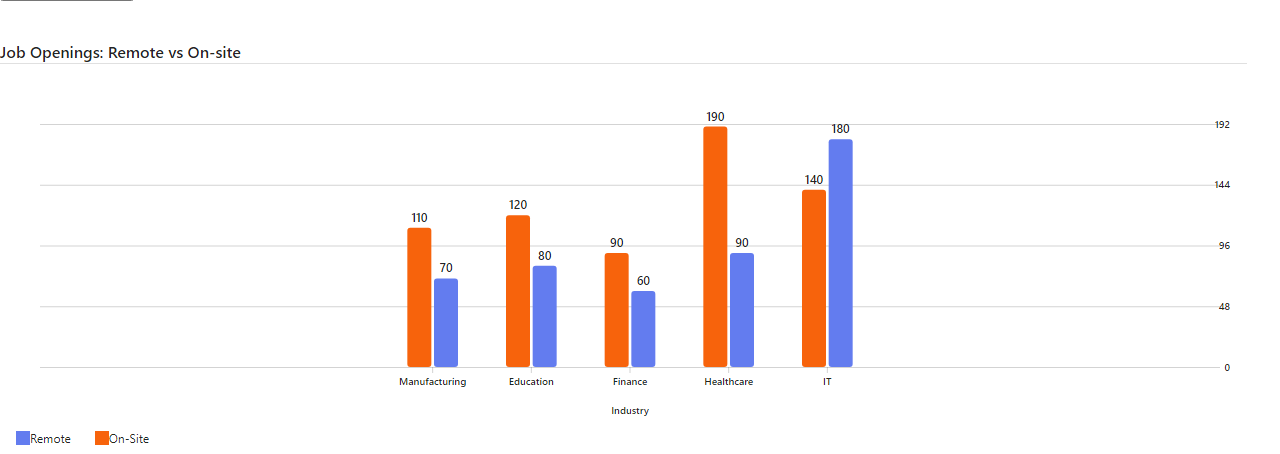 Job Openings: Remote vs On-site
192
144
96
48
0
110
70
120
80
90
60
190
90
140
180
Manufacturing
Education
Finance
Healthcare
IT
Industry
Remote
On-Site